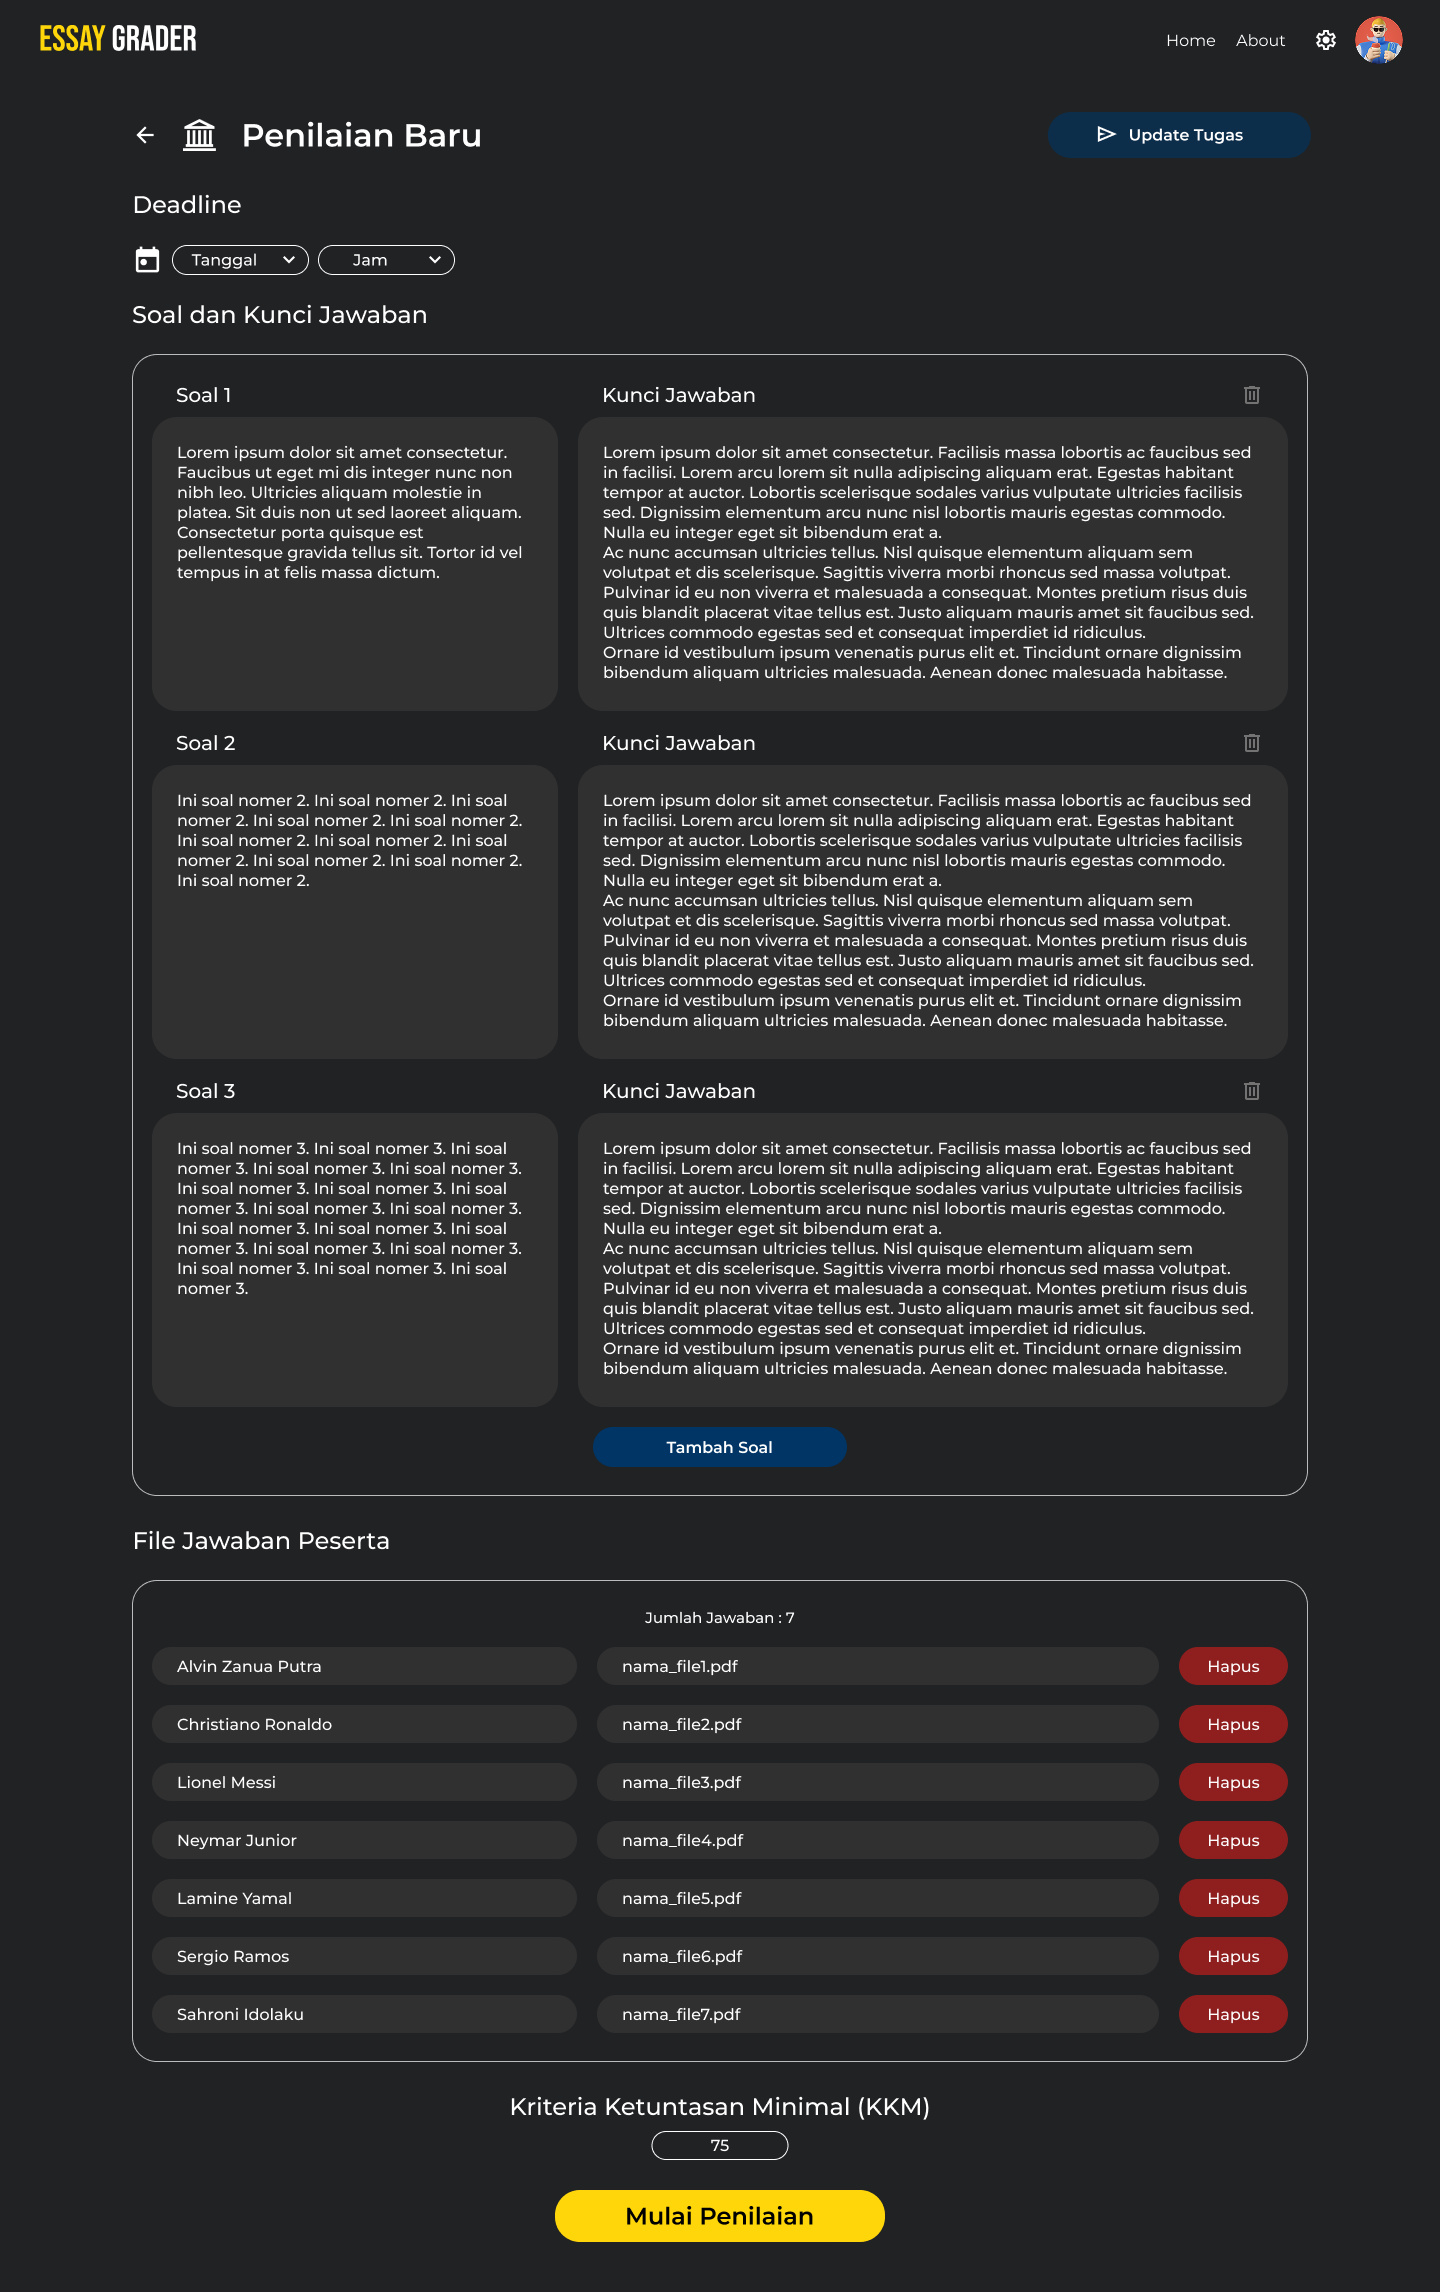 ESSAY GRADER
Home About
Penilaian Baru
Update Tugas
Deadline
Tanggal
Jam
Soal dan Kunci Jawaban
Soal 1
Lorem ipsum dolor sit amet consectetur.
Faucibus ut eget mi dis integer nunc non
nibh leo. Ultricies aliquam molestie in
platea. Sit duis non ut sed laoreet aliquam.
Consectetur porta quisque est
pellentesque gravida tellus sit. Tortor id vel
tempus in at felis massa dictum.
Kunci Jawaban
Lorem ipsum dolor sit amet consectetur. Facilisis massa lobortis ac faucibus sed
in facilisi. Lorem arcu lorem sit nulla adipiscing aliquam erat. Egestas habitant
tempor at auctor. Lobortis scelerisque sodales varius vulputate ultricies facilisis
sed. Dignissim elementum arcu nunc nisl lobortis mauris egestas commodo.
Nulla eu integer eget sit bibendum erat a.
Ac nunc accumsan ultricies tellus. Nisl quisque elementum aliquam sem
volutpat et dis scelerisque. Sagittis viverra morbi rhoncus sed massa volutpat.
Pulvinar id eu non viverra et malesuada a consequat. Montes pretium risus duis
quis blandit placerat vitae tellus est. Justo aliquam mauris amet sit faucibus sed.
Ultrices commodo egestas sed et consequat imperdiet id ridiculus.
Ornare id vestibulum ipsum venenatis purus elit et. Tincidunt ornare dignissim
bibendum aliquam ultricies malesuada. Aenean donec malesuada habitasse.
Soal 2
Ini soal nomer 2. Ini soal nomer 2. Ini soal
nomer 2. Ini soal nomer 2. Ini soal nomer 2.
Ini soal nomer 2. Ini soal nomer 2. Ini soal
nomer 2. Ini soal nomer 2. Ini soal nomer 2.
Ini soal nomer 2.
Kunci Jawaban
Lorem ipsum dolor sit amet consectetur. Facilisis massa lobortis ac faucibus sed
in facilisi. Lorem arcu lorem sit nulla adipiscing aliquam erat. Egestas habitant
tempor at auctor. Lobortis scelerisque sodales varius vulputate ultricies facilisis
sed. Dignissim elementum arcu nunc nisl lobortis mauris egestas commodo.
Nulla eu integer eget sit bibendum erat a.
Ac nunc accumsan ultricies tellus. Nisl quisque elementum aliquam sem
volutpat et dis scelerisque. Sagittis viverra morbi rhoncus sed massa volutpat.
Pulvinar id eu non viverra et malesuada a consequat. Montes pretium risus duis
quis blandit placerat vitae tellus est. Justo aliquam mauris amet sit faucibus sed.
Ultrices commodo egestas sed et consequat imperdiet id ridiculus.
Ornare id vestibulum ipsum venenatis purus elit et. Tincidunt ornare dignissim
bibendum aliquam ultricies malesuada. Aenean donec malesuada habitasse.
Soal 3
Ini soal nomer 3. Ini soal nomer 3. Ini soal
nomer 3. Ini soal nomer 3. Ini soal nomer 3.
Ini soal nomer 3. Ini soal nomer 3. Ini soal
nomer 3. Ini soal nomer 3. Ini soal nomer 3.
Ini soal nomer 3. Ini soal nomer 3. Ini soal
nomer 3. Ini soal nomer 3. Ini soal nomer 3.
Ini soal nomer 3. Ini soal nomer 3. Ini soal
nomer 3.
Kunci Jawaban
Lorem ipsum dolor sit amet consectetur. Facilisis massa lobortis ac faucibus sed
in facilisi. Lorem arcu lorem sit nulla adipiscing aliquam erat. Egestas habitant
tempor at auctor. Lobortis scelerisque sodales varius vulputate ultricies facilisis
sed. Dignissim elementum arcu nunc nisl lobortis mauris egestas commodo.
Nulla eu integer eget sit bibendum erat a.
Ac nunc accumsan ultricies tellus. Nisl quisque elementum aliquam sem
volutpat et dis scelerisque. Sagittis viverra morbi rhoncus sed massa volutpat.
Pulvinar id eu non viverra et malesuada a consequat. Montes pretium risus duis
quis blandit placerat vitae tellus est. Justo aliquam mauris amet sit faucibus sed.
Ultrices commodo egestas sed et consequat imperdiet id ridiculus.
Ornare id vestibulum ipsum venenatis purus elit et. Tincidunt ornare dignissim
bibendum aliquam ultricies malesuada. Aenean donec malesuada habitasse.
Tambah Soal
File Jawaban Peserta
Jumlah Jawaban : 7
Alvin Zanua Putra nama_file1.pdf Hapus
Christiano Ronaldo nama_file2.pdf Hapus
Lionel Messi nama_file3.pdf Hapus
Neymar Junior nama_file4.pdf Hapus
Lamine Yamal nama_file5.pdf Hapus
Sergio Ramos nama_file6.pdf Hapus
Sahroni Idolaku nama_file7.pdf Hapus
Kriteria Ketuntasan Minimal (KKM)
75
Mulai Penilaian